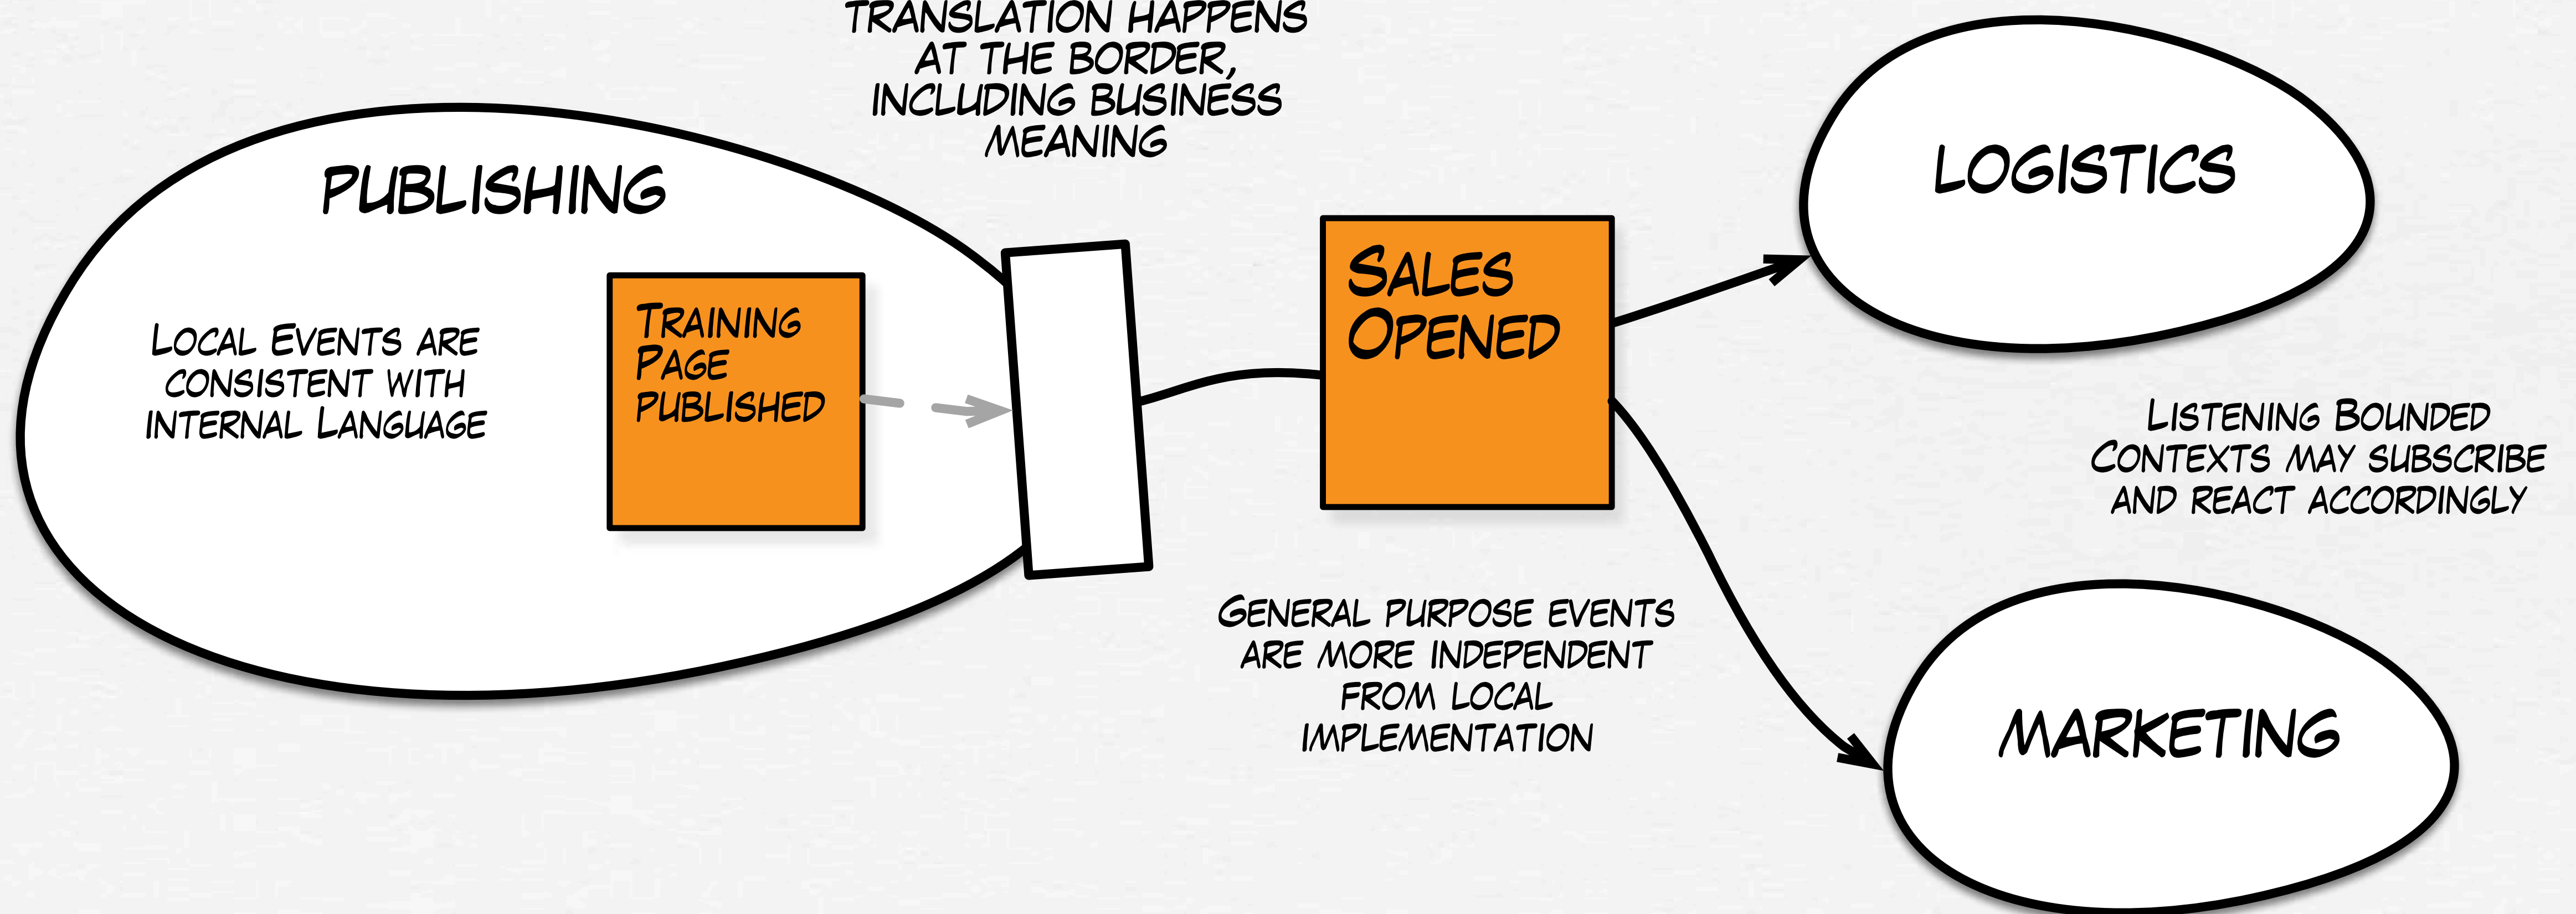 TRANSLATION HAPPENS
AT THE BORDER,
INCLUDING BUSINESS
MEANING
PUBLISHING
LOCAL EVENTS ARE
CONSISTENT WITH
INTERNAL LANGUAGE
TRAINING
PAGE
PUBLISHED
SALES
OPENED
GENERAL PURPOSE EVENTS
ARE MORE INDEPENDENT
FROM LOCAL
IMPLEMENTATION
LOGISTICS
LISTENING BOUNDED
CONTEXTS MAY SUBSCRIBE
AND REACT ACCORDINGLY
MARKETING